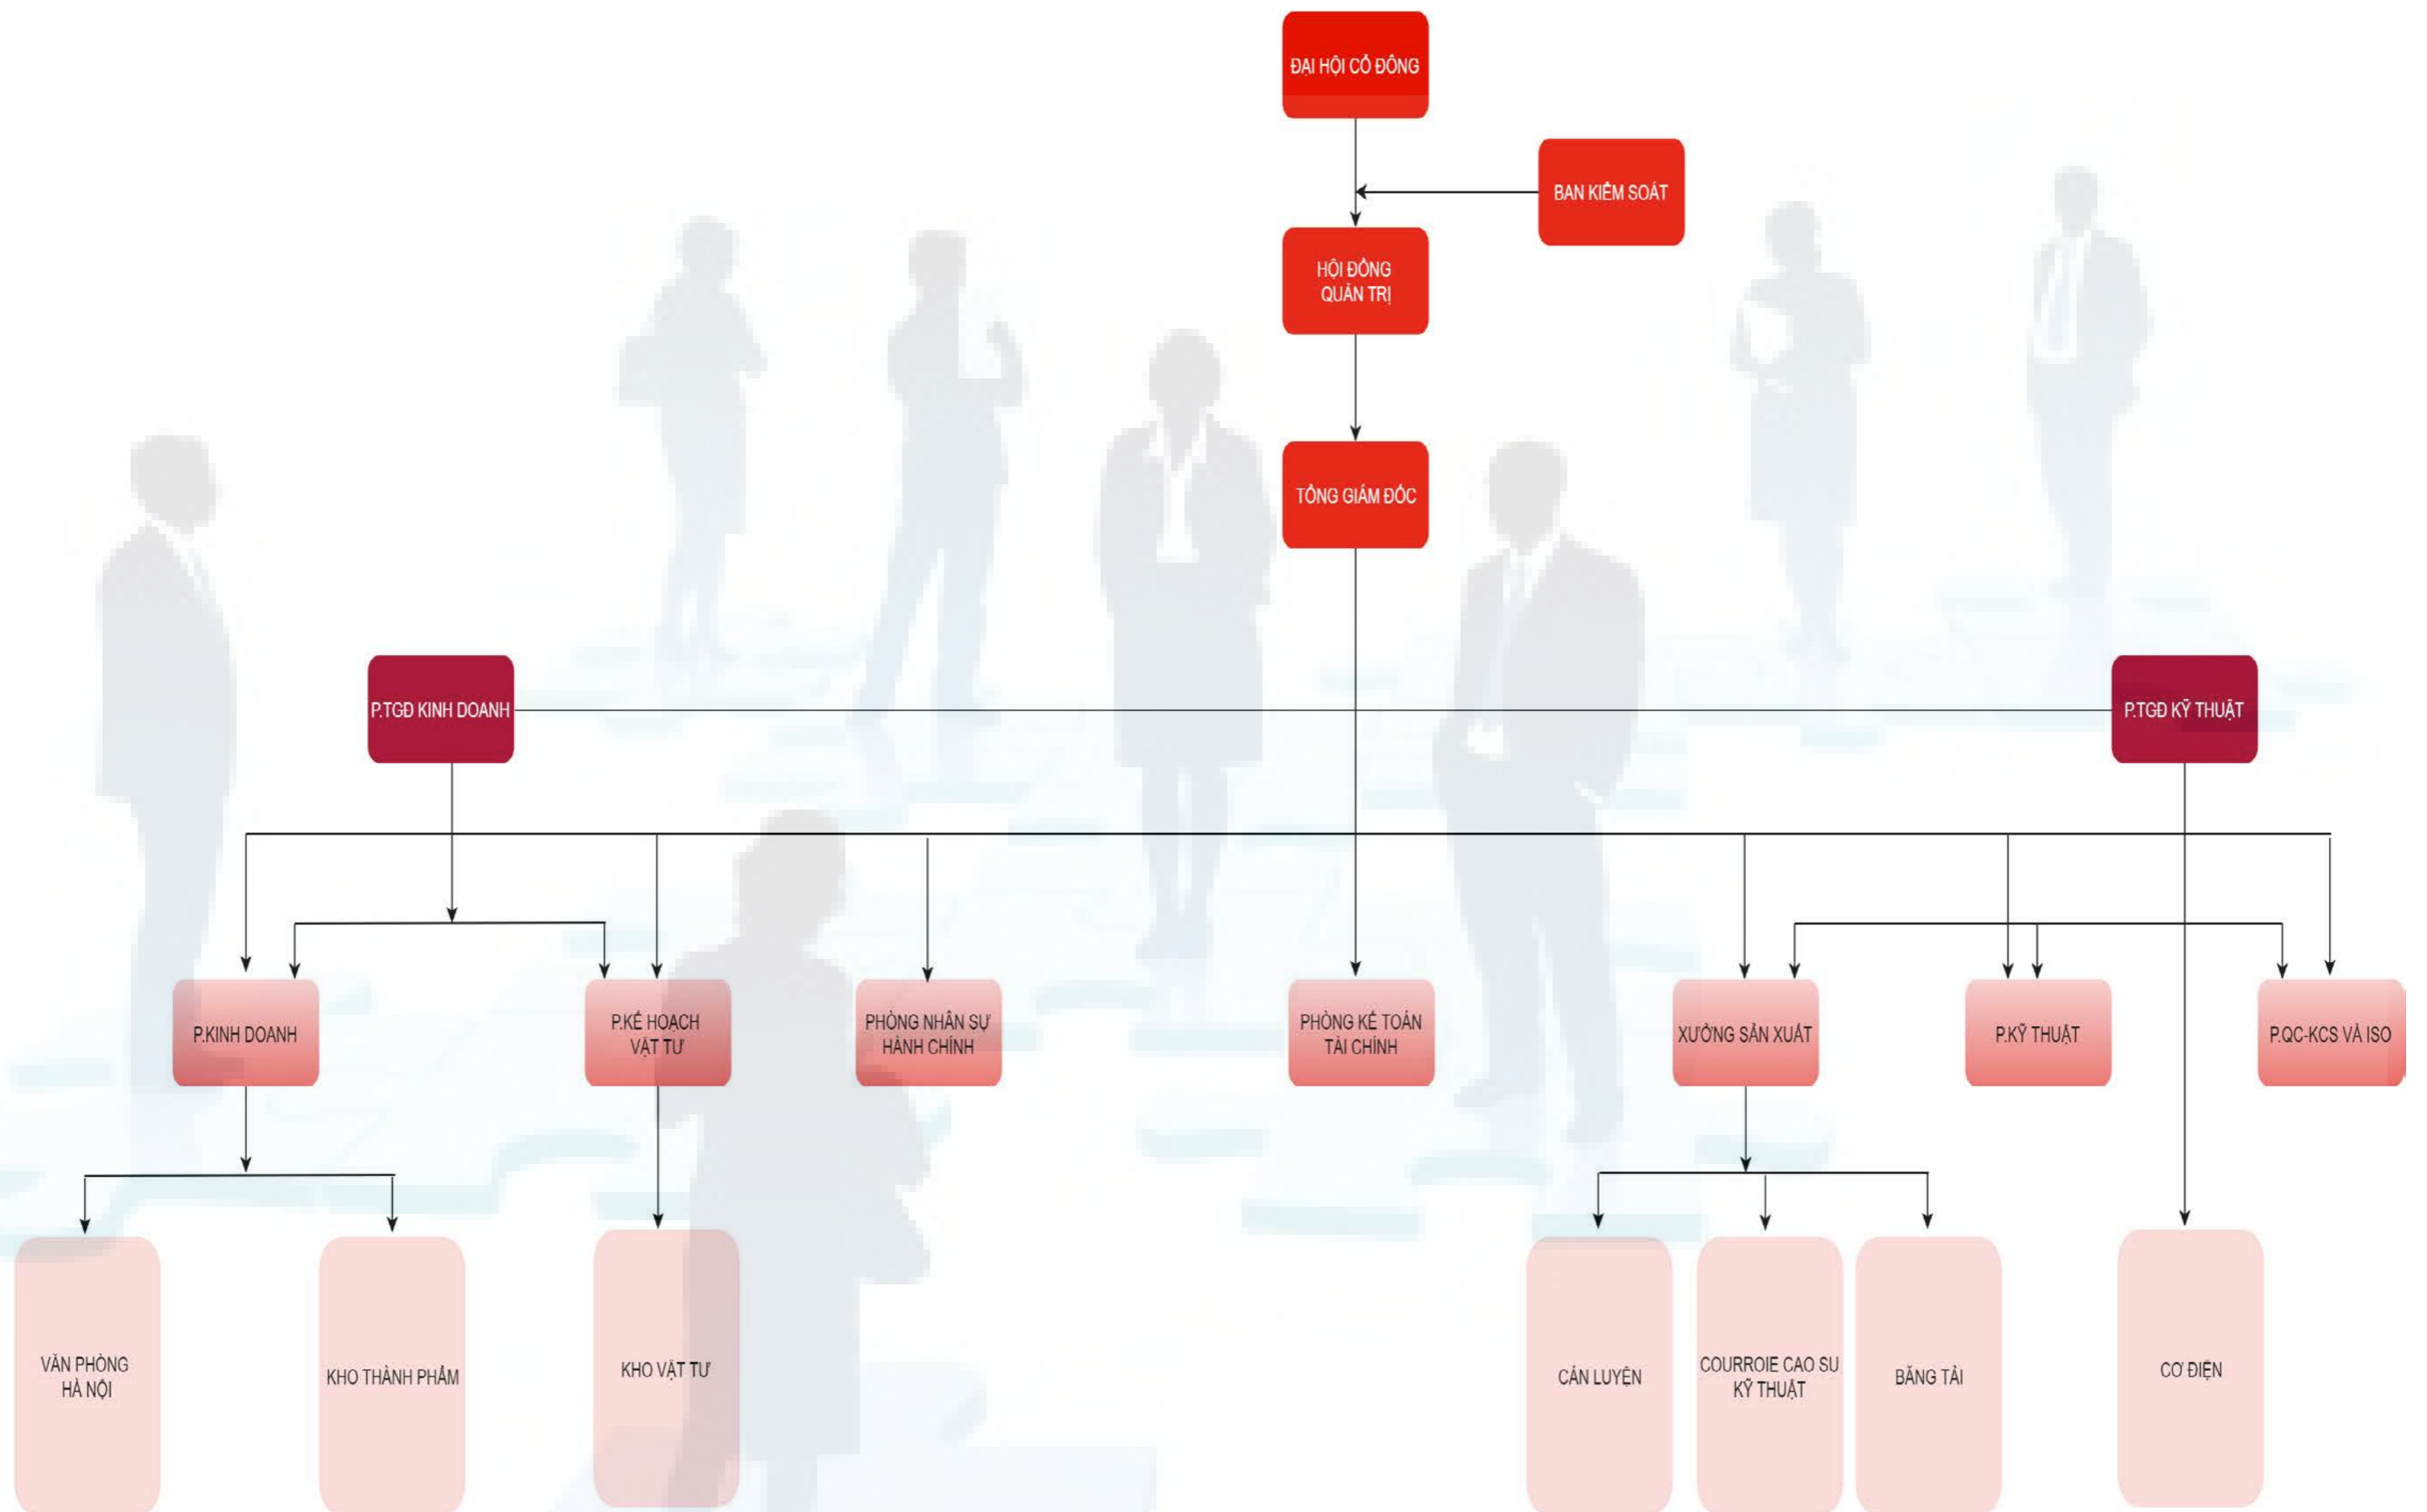 ĐẠI HỘI CỔ ĐÔNG
BAN KIỂM SOÁT
HỘI ĐỒNG
QUẢN TRỊ
TỔNG GIÁM ĐỐC
P.TGĐ KINH DOANH
P.TGĐ KỸ THUẬT
P.KINH DOANH
P.KẾ HOẠCH
VẬT TƯ
PHÒNG NHÂN SỰ
HÀNH CHÍNH
PHÒNG KẾ TOÁN
TÀI CHÍNH
XƯỞNG SẢN XUẤT
P.KỸ THUẬT
P.QC-KCS VÀ ISO
VĂN PHÒNG
HÀ NỘI
KHO THÀNH PHẨM
KHO VẬT TƯ
CÁN LUYỆN
COURROIE CAO SU
KỸ THUẬT
BĂNG TẢI
CƠ ĐIỆN